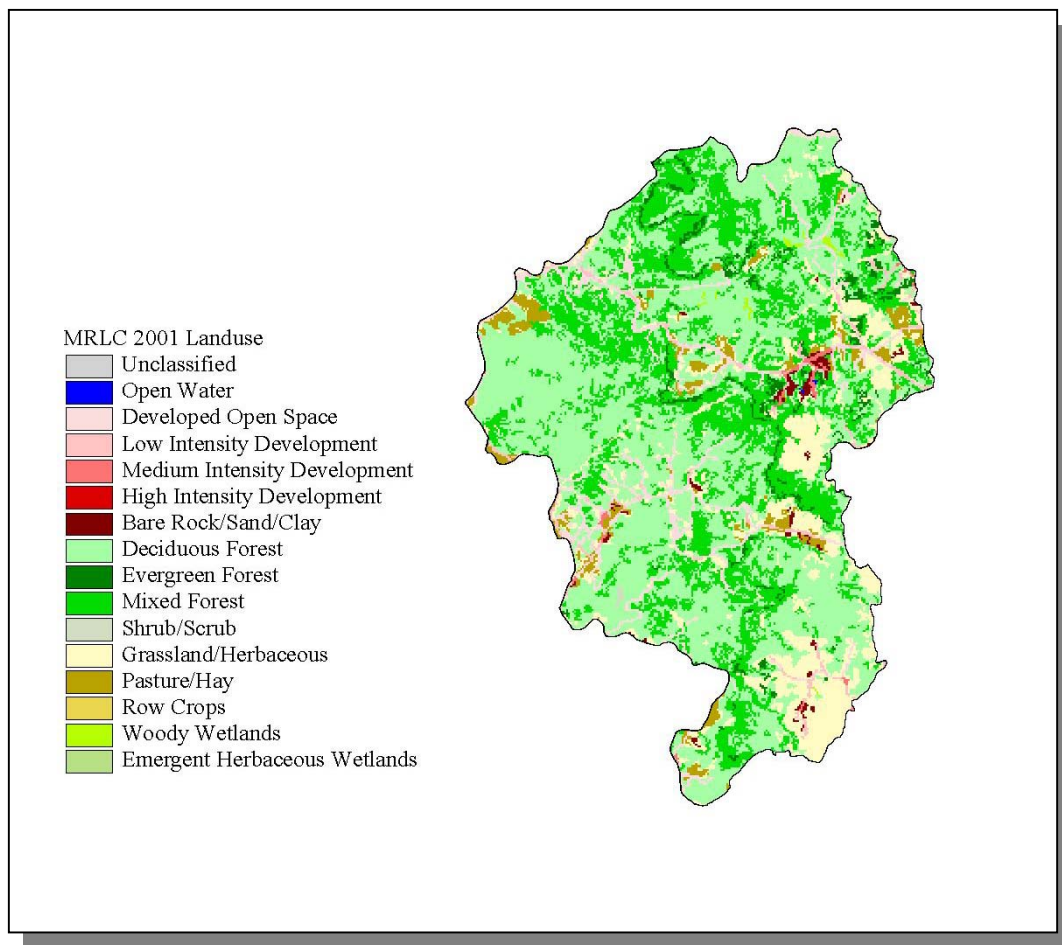 MRLC 2001 Landuse
Unclassified
Open Water
Developed Open Space
Low Intensity Development
Medium Intensity Development
High Intensity Development
Bare Rock/Sand/Clay
Deciduous Forest
Evergreen Forest
Mixed Forest
Shrub/Scrub
Grassland/Herbaceous
Pasture/Hay
Row Crops
Woody Wetlands
Emergent Herbaceous Wetlands